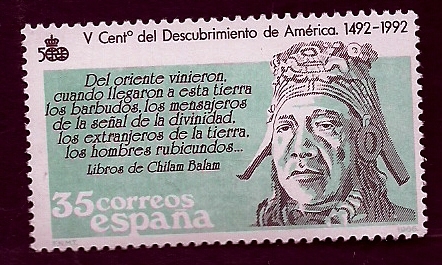 500
V Centº del Descubrimiento de América. 1492-1992
Del oriente vinieron,
cuando llegaron a esta tierra
los barbudos, los mensajeros
de la señal de la divinidad,
los extranjeros de la tierra,
los hombres rubicundos...
Libros de Chilam Balam
35 correos
españa
F.N.M.T.